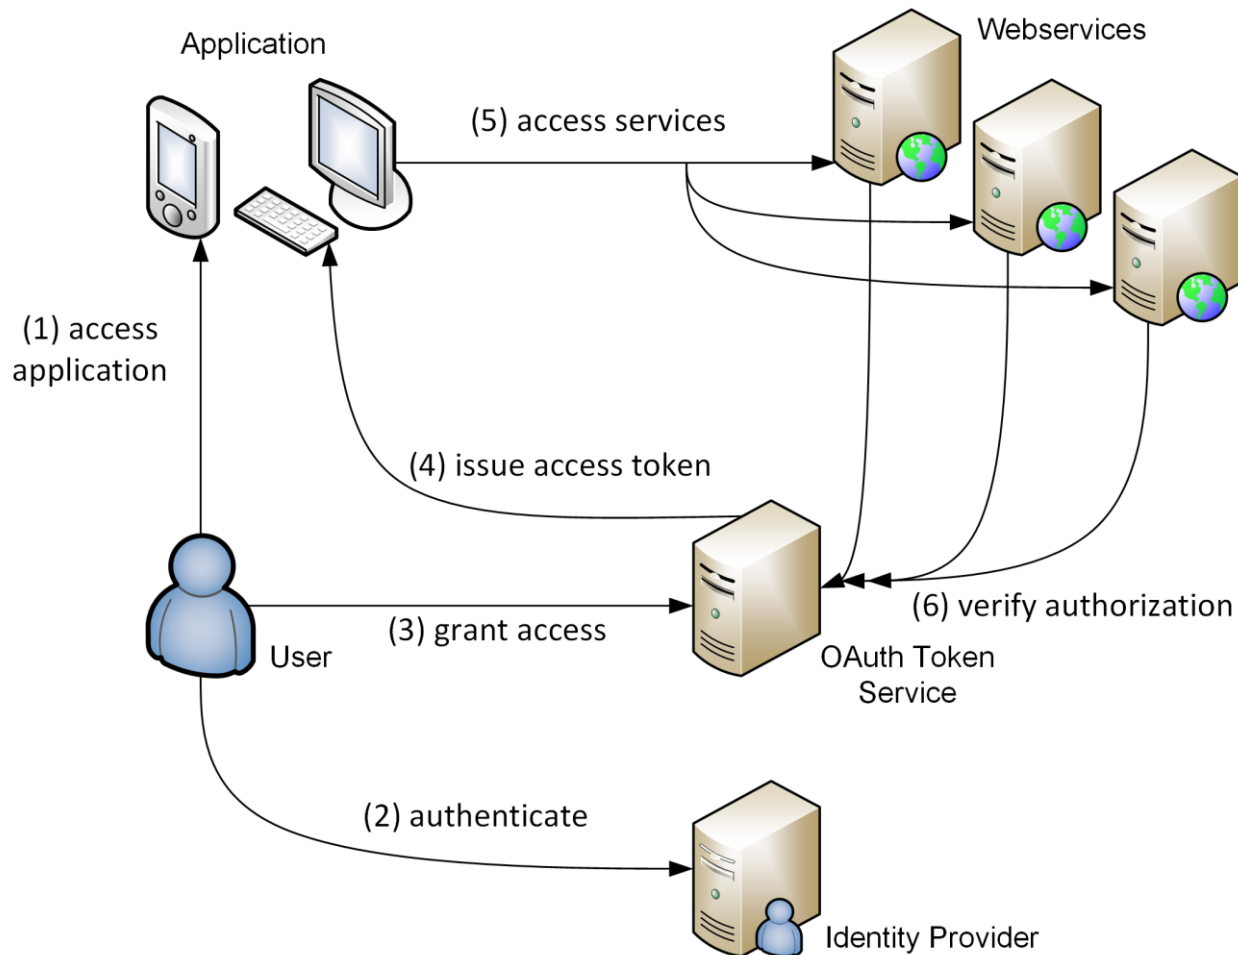 Application
Webservices
(5) access services
(1) access
application
(4) issue access token
(3) grant access
(6) verify authorization
User
OAuth Token
Service
(2) authenticate
Identity Provider